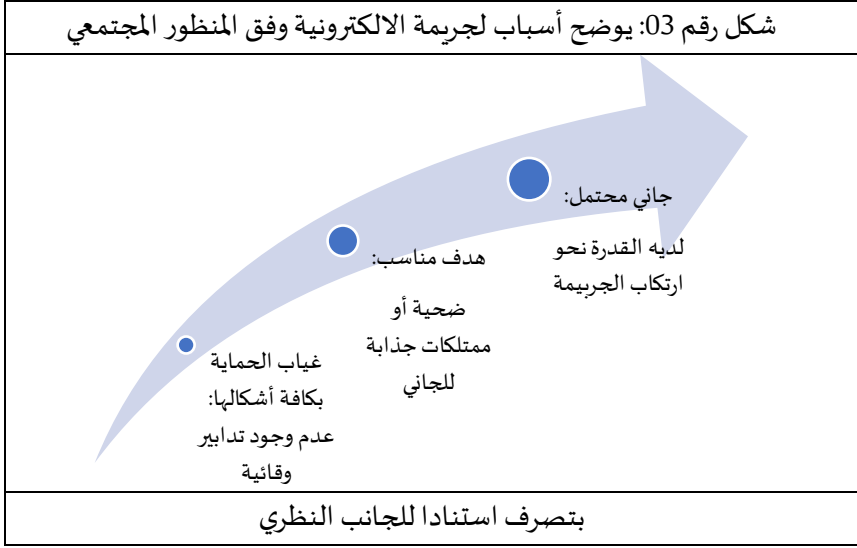 شكل رقم 03: يوضح أسباب لجريمة الالكترونية وفق المنظور المجتمعي
جاني محتمل:
لديه القدرة نحو
ارتكاب الجريمة
هدف مناسب:
ضحية أو
ممتلكات جذابة
للجاني
غياب الحماية
بكافة أشكالها:
عدم وجود تدابير
وقائية
بتصرف استنادا للجانب النظري